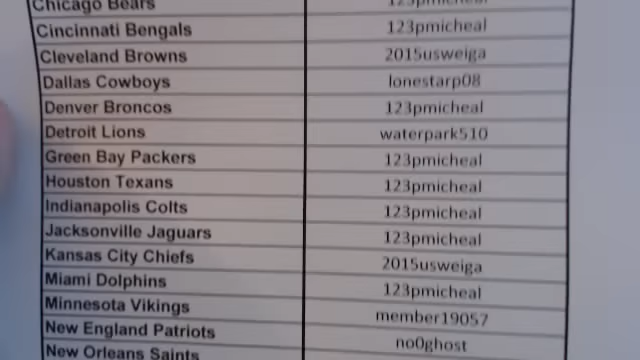 Chicago Bears 123pmicheal
Cincinnati Bengals 123pmicheal
Cleveland Browns 2015usweiga
Dallas Cowboys lonestarp08
Denver Broncos 123pmicheal
Detroit Lions waterpark510
Green Bay Packers 123pmicheal
Houston Texans 123pmicheal
Indianapolis Colts 123pmicheal
Jacksonville Jaguars 123pmicheal
Kansas City Chiefs 2015usweiga
Miami Dolphins 123pmicheal
Minnesota Vikings member19057
New England Patriots no0ghost
New Orleans Saints